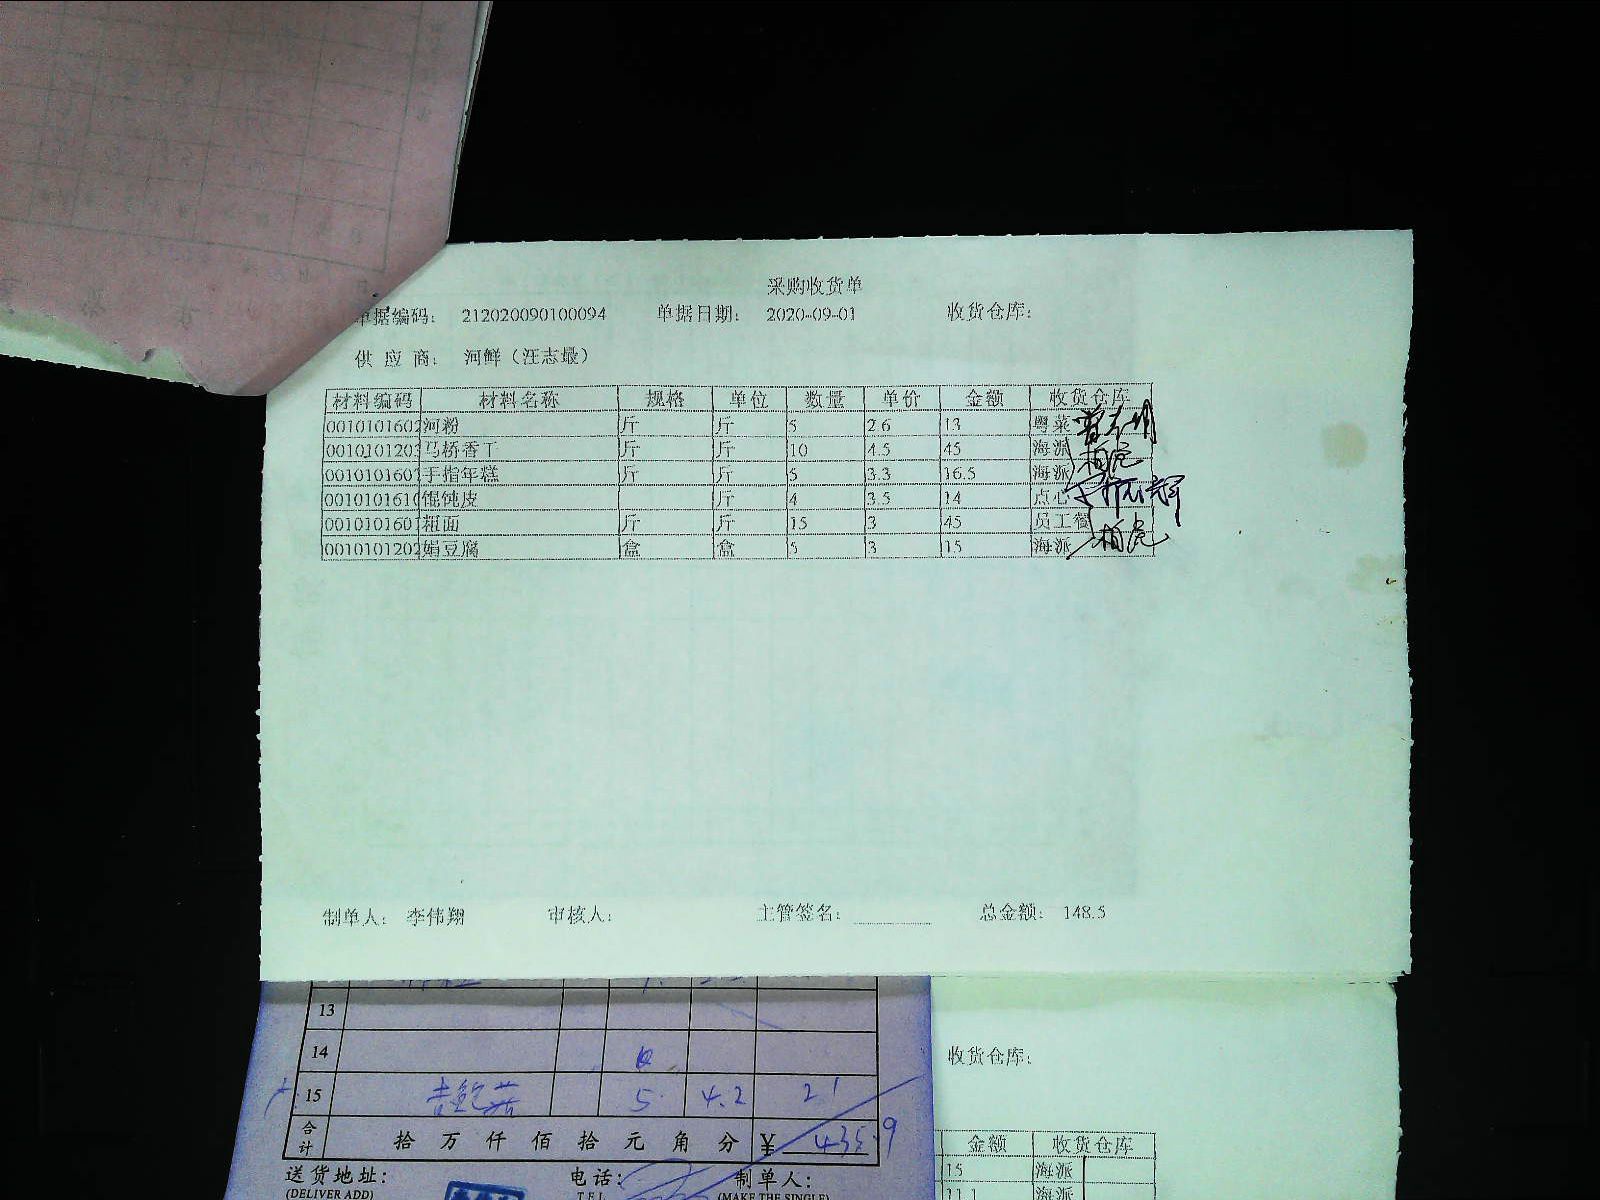 采购收货单
单据编码: 212020090100094 单据日期: 2020-09-01 收货仓库:
供应商: 河鲜（汪志最）
材料编码 材料名称 规格 单位 数量 单价 金额 收货仓库
0010101602 河粉 斤 斤 5 2.6 13 粤菜
0010101203 马桥香干 斤 斤 10 4.5 45 海派
0010101607 手指年糕 斤 斤 5 3.3 16.5 海派
0010101610 馄饨皮 斤 4 3.5 14 点心
0010101601 粗面 斤 斤 15 3 45 员工餐
0010101202 娟豆腐 盒 盒 5 3 15 海派
制单人: 李伟翔 审核人: 主管签名: 总金额: 148.5
13
14
15 5 4.2 21
合计 拾万仟佰拾元角分 ¥ 435.9
送货地址: 电话: 制单人:
(DELIVER ADD) TEL (MAKE THE SINGLE)
收货仓库:
金额 收货仓库
15 海派
11.1 海派